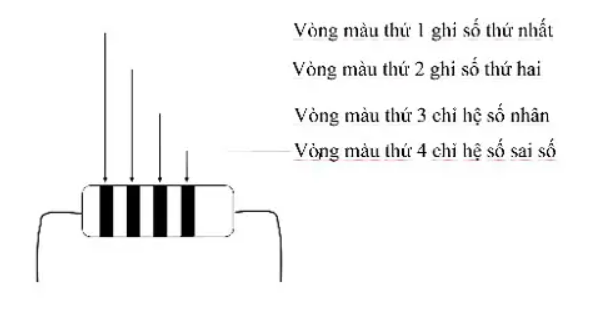 Vòng màu thứ 1 ghi số thứ nhất
Vòng màu thứ 2 ghi số thứ hai
Vòng màu thứ 3 chỉ hệ số nhân
Vòng màu thứ 4 chỉ hệ số sai số